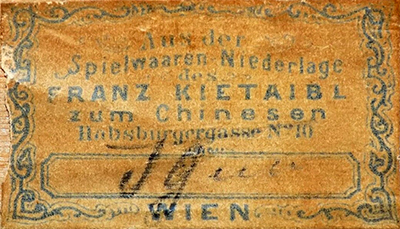 Aus der
Spielwaaren Niederlage
des
FRANZ KIETAIBL
zum Chinesen
Habsburgergasse No 10
WIEN